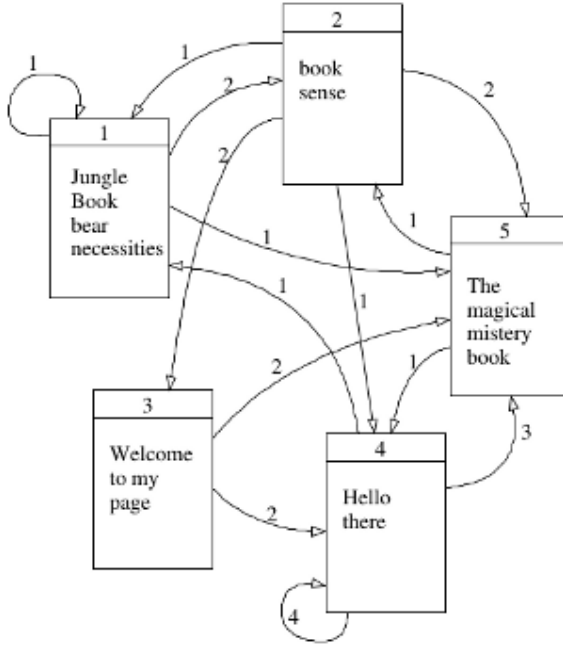 2
1
1
2
book
sense
2
1
2
Jungle
Book
bear
necessities
1
1
5
1
1
The
magical
mistery
book
2
1
3
4
3
Welcome
to my
page
Hello
there
2
4